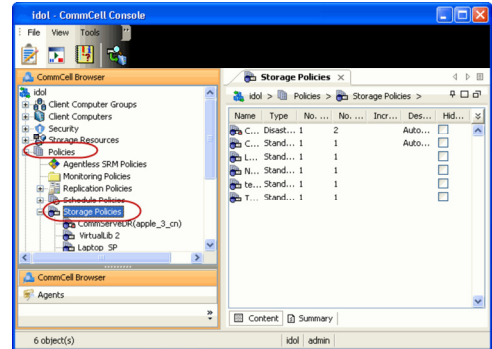 idol - CommCell Console
File View Tools
CommCell Browser
idol
Client Computer Groups
Client Computers
Security
Storage Resources
Policies
Agentless SRM Policies
Monitoring Policies
Replication Policies
Schedule Policies
Storage Policies
CommServeDR(apple_3_cn)
VirtualLib 2
Laptop SP
CommCell Browser
Agents
Storage Policies
idol > Policies > Storage Policies >
Name Type No. ... No. ... Incr... Des... Hid...
C... Disast... 1 2 Auto...
C... Stand... 1 1 Auto...
L... Stand... 1 1
N... Stand... 1 1
te... Stand... 1 1
T... Stand... 1 1
Content Summary
6 object(s) idol admin